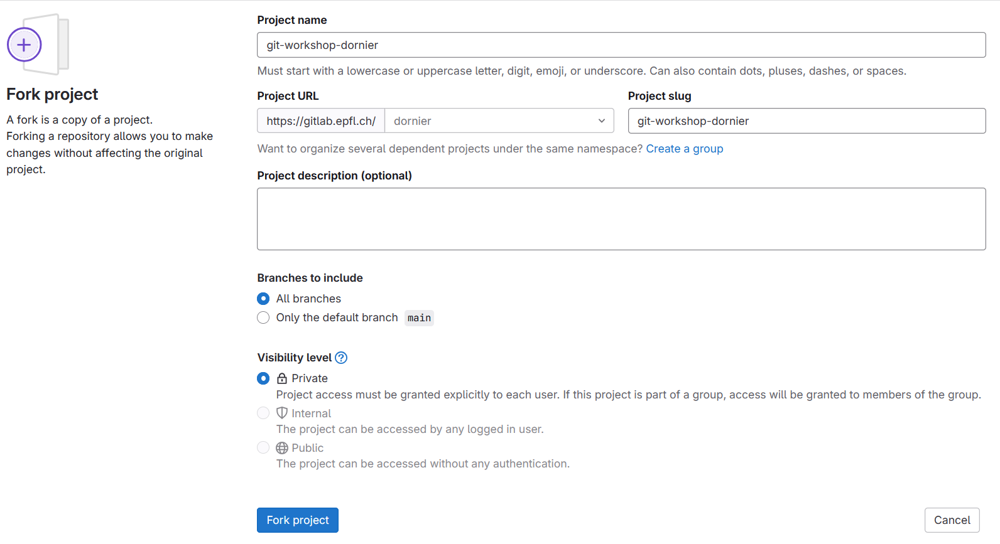 Fork project
A fork is a copy of a project.
Forking a repository allows you to make
changes without affecting the original
project.
Project name
git-workshop-dornier
Must start with a lowercase or uppercase letter, digit, emoji, or underscore. Can also contain dots, pluses, dashes, or spaces.
Project URL
https://gitlab.epfl.ch/ dornier
Project slug
git-workshop-dornier
Want to organize several dependent projects under the same namespace? Create a group
Project description (optional)
Branches to include
All branches
Only the default branch main
Visibility level ?
Private
Project access must be granted explicitly to each user. If this project is part of a group, access will be granted to members of the group.
Internal
The project can be accessed by any logged in user.
Public
The project can be accessed without any authentication.
Fork project
Cancel